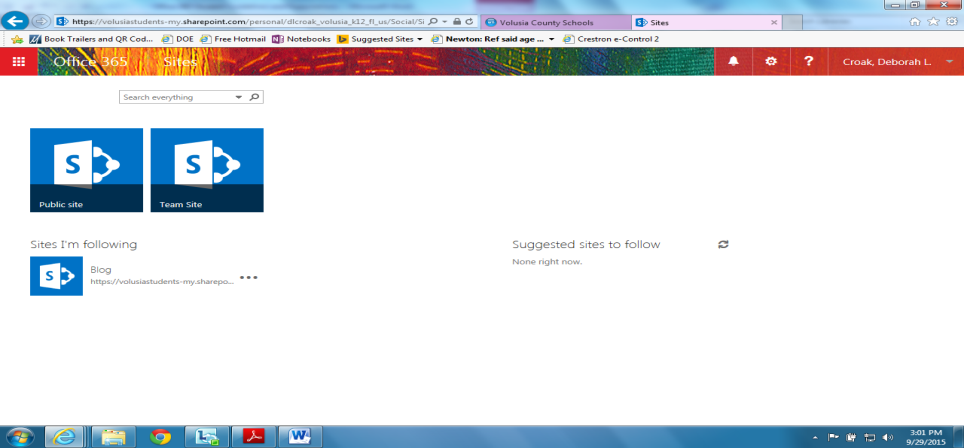 https://volusiastudents-my.sharepoint.com/personal/dlcroak_volusia_k12_fl_us/Social/Si
Volusia County Schools
Sites
Book Trailers and QR Cod...
DOE
Free Hotmail
Notebooks
Suggested Sites
Newton: Ref said age ...
Crestron e-Control 2
Office 365
Sites
?
Croak, Deborah L.
Search everything
S
S
Public site
Team Site
Sites I'm following
Suggested sites to follow
S
Blog
https://volusiastudents-my.sharepo...
None right now.
3:01 PM
9/29/2015